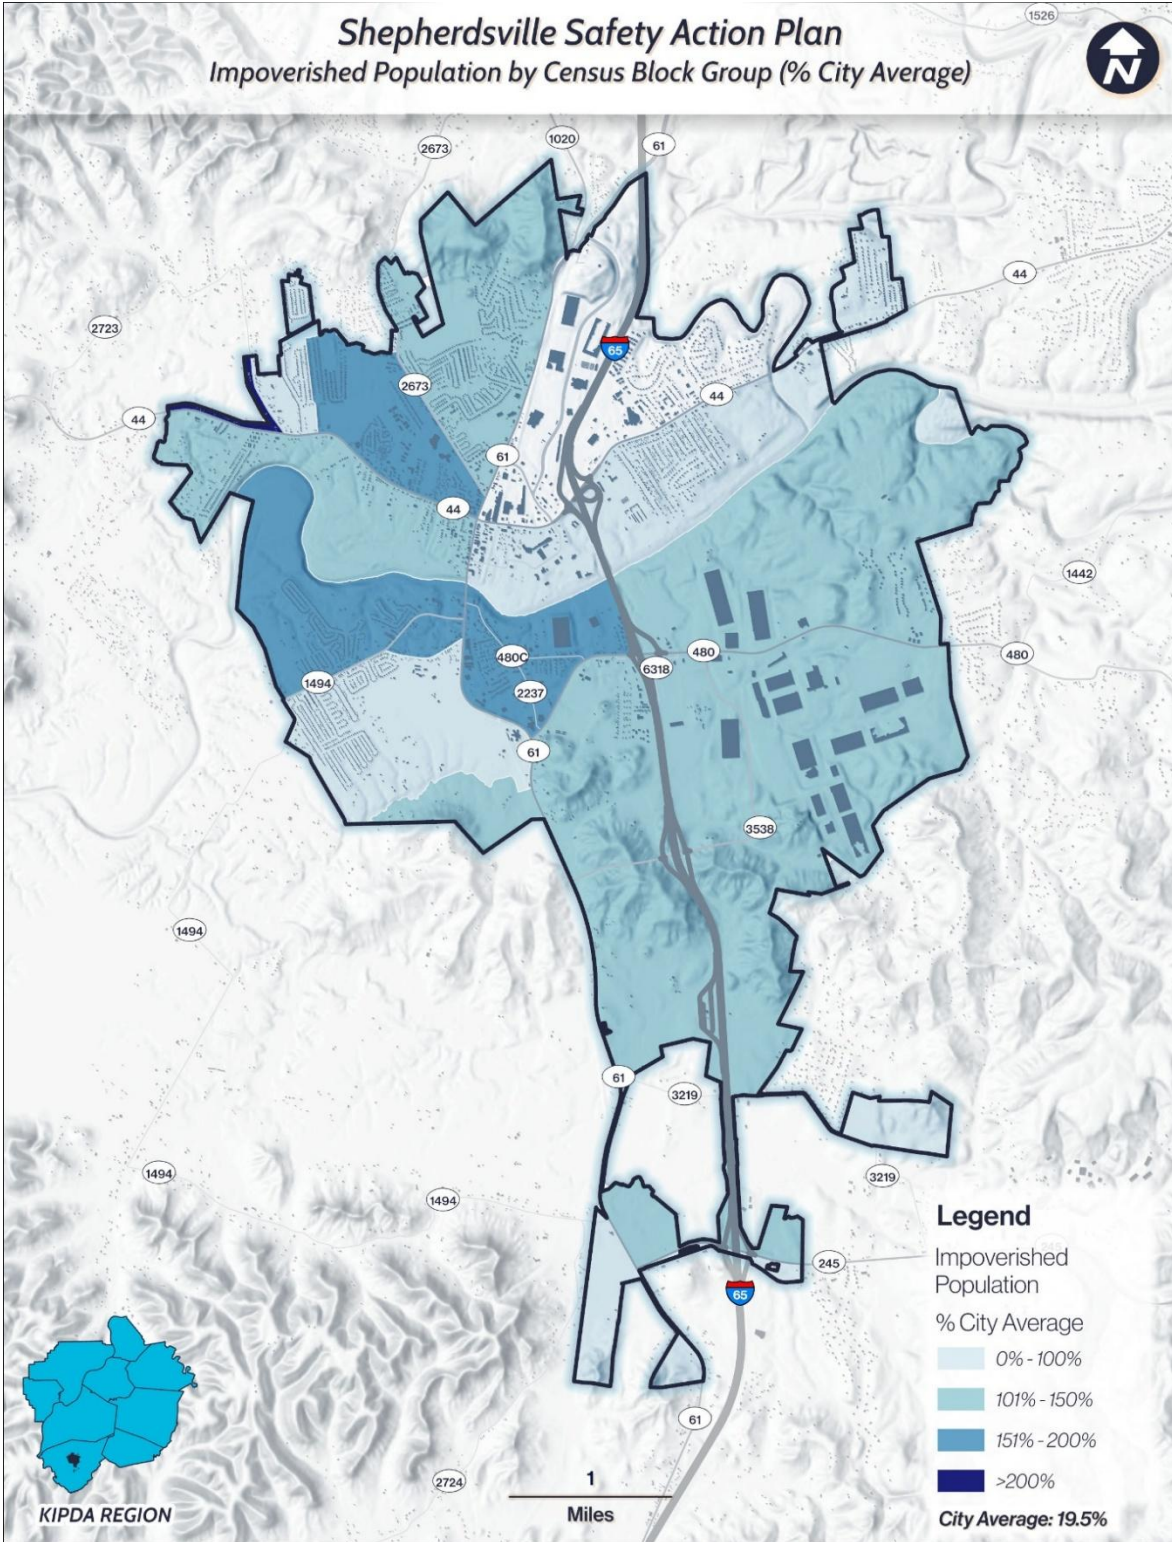 Shepherdsville Safety Action Plan
Impoverished Population by Census Block Group (% City Average)
N
1526
2673
1020
61
44
2723
65
2673
44
44
61
44
1442
480
480
480C
6318
1494
2237
61
3538
1494
61
3219
1494
1494
3219
245
65
61
2724
Legend
Impoverished
Population
% City Average
0% - 100%
101% - 150%
151% - 200%
>200%
City Average: 19.5%
1
Miles
KIPDA REGION